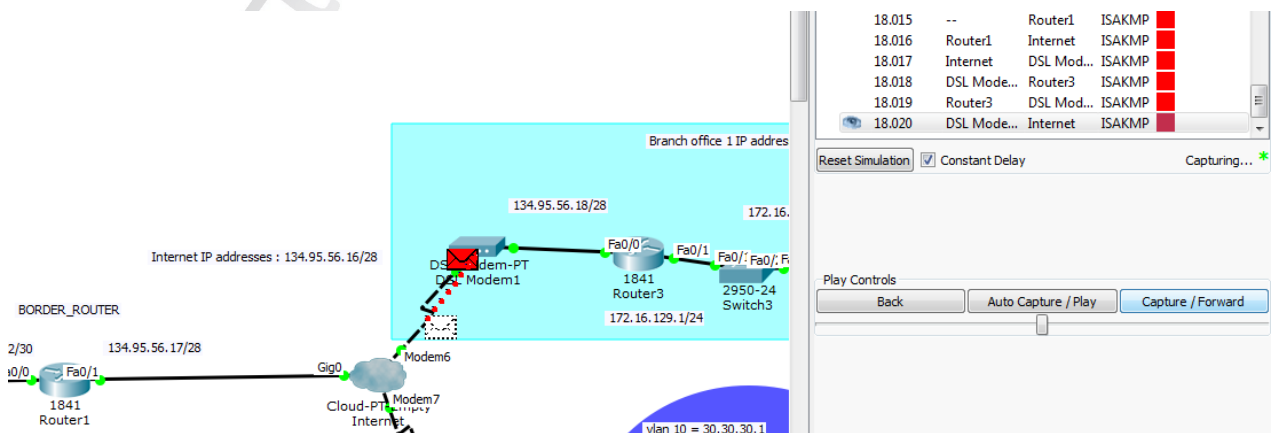 18.015 -- Router1 ISAKMP
18.016 Router1 Internet ISAKMP
18.017 Internet DSL Mod... ISAKMP
18.018 DSL Mode... Router3 ISAKMP
18.019 Router3 DSL Mod... ISAKMP
18.020 DSL Mode... Internet ISAKMP
Reset Simulation Constant Delay Capturing... *
Play Controls
Back Auto Capture / Play Capture / Forward
Branch office 1 IP addres
134.95.56.18/28
172.16.
Internet IP addresses : 134.95.56.16/28
Fa0/0
Fa0/1
Fa0/
Fa0/
DSL Modem1
1841
Router3
2950-24
Switch3
172.16.129.1/24
BORDER_ROUTER
2/30
134.95.56.17/28
Modem6
Gig0
Fa0/1
1841
Router1
Modem7
Internet
vlan 10 = 30.30.30.1